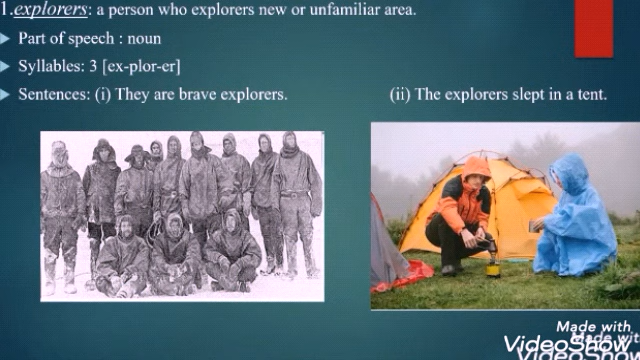 1.explorers: a person who explorers new or unfamiliar area.
Part of speech : noun
Syllables: 3 [ex-plor-er]
Sentences: (i) They are brave explorers. (ii) The explorers slept in a tent.
Made with
VideoShow